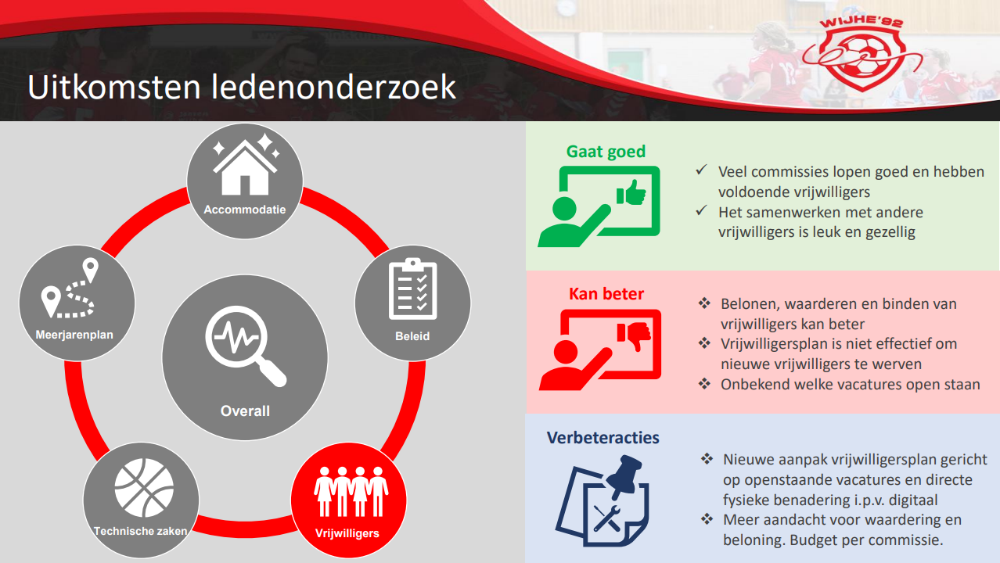 WIJHE'92
Uitkomsten ledenonderzoek
Accommodatie
Meerjarenplan
Beleid
Overall
Technische zaken
Vrijwilligers
Gaat goed
Veel commissies lopen goed en hebben
voldoende vrijwilligers
Het samenwerken met andere
vrijwilligers is leuk en gezellig
Kan beter
Belonen, waarderen en binden van
vrijwilligers kan beter
Vrijwilligersplan is niet effectief om
nieuwe vrijwilligers te werven
Onbekend welke vacatures open staan
Verbeteracties
Nieuwe aanpak vrijwilligersplan gericht
op openstaande vacatures en directe
fysieke benadering i.p.v. digitaal
Meer aandacht voor waardering en
beloning. Budget per commissie.